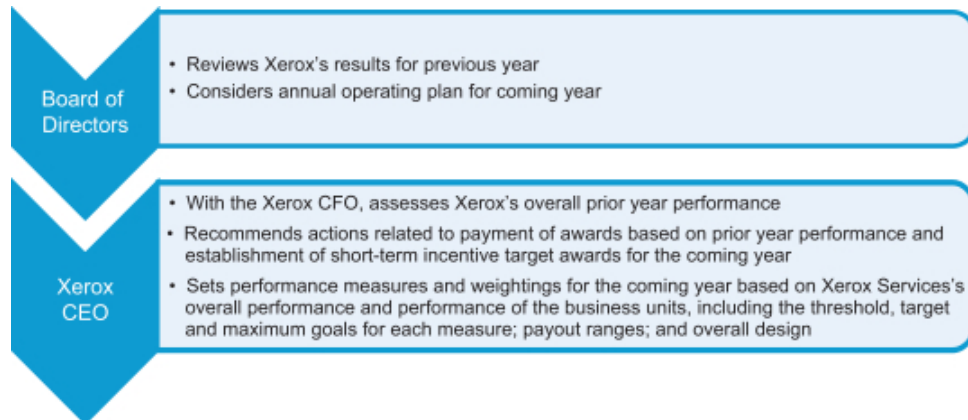 Board of
Directors
• Reviews Xerox's results for previous year
• Considers annual operating plan for coming year
Xerox
CEO
• With the Xerox CFO, assesses Xerox's overall prior year performance
• Recommends actions related to payment of awards based on prior year performance and
establishment of short-term incentive target awards for the coming year
• Sets performance measures and weightings for the coming year based on Xerox Services's
overall performance and performance of the business units, including the threshold, target
and maximum goals for each measure; payout ranges; and overall design